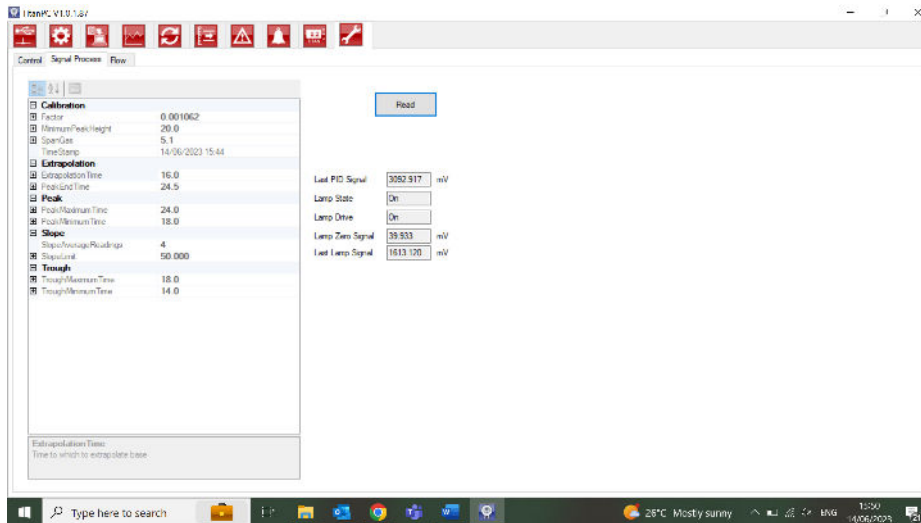 TitanPC V1.0.1.87
Control Signal Process Flow
Calibration
Factor 0.001062
MinimumPeakHeight 20.0
SpanGas 5.1
TimeStamp 14/06/2023 15:44
Extrapolation
ExtrapolationTime 16.0
PeakEndTime 24.5
Peak
PeakMaximumTime 24.0
PeakMinimumTime 18.0
Slope
SlopeAverageReadings 4
SlopeLimit 50.000
Trough
TroughMaximumTime 18.0
TroughMinimumTime 14.0
ExtrapolationTime
Time to which to extrapolate base
Read
Last PID Signal 3092.917 mV
Lamp State On
Lamp Drive On
Lamp Zero Signal 39.933 mV
Last Lamp Signal 1613.120 mV
Type here to search
26°C Mostly sunny
ENG
15:50
14/06/2023